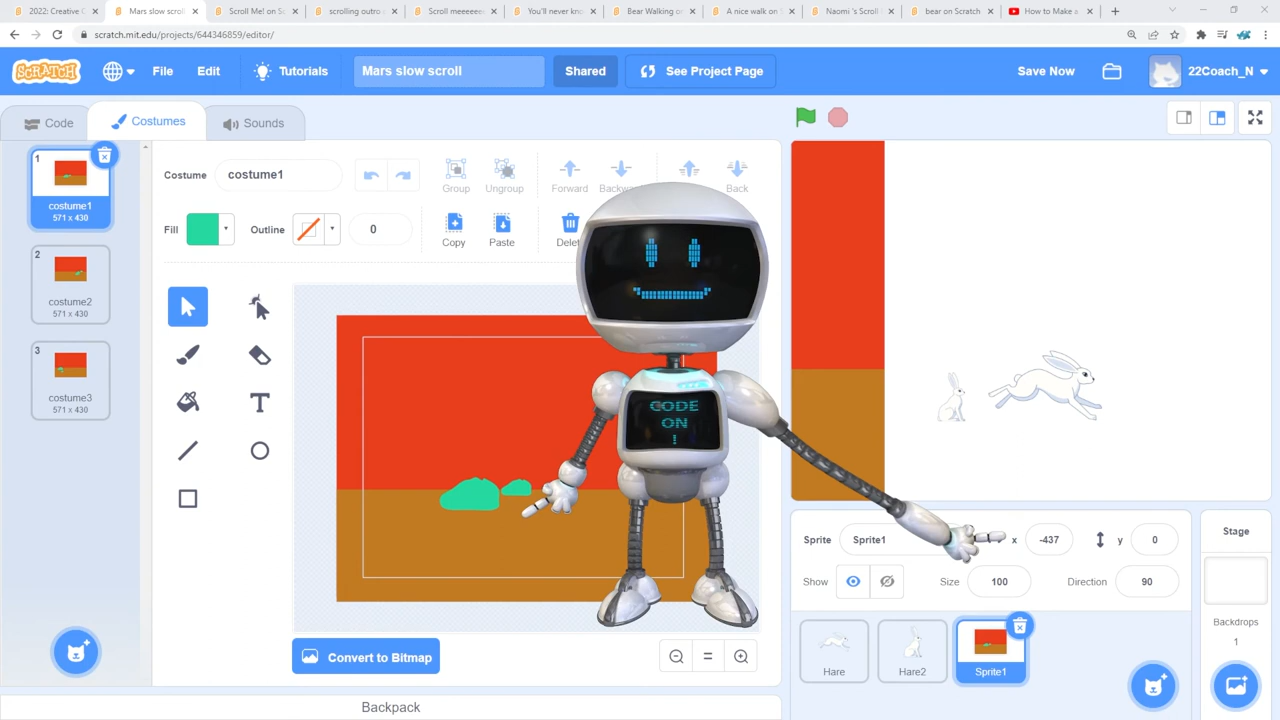 2022: Creative C
Mars slow scroll
Scroll Me! on Sc
scrolling outro
Scroll meeeeee
You'll never kno
Bear Walking on
A nice walk on S
Naomi 's Scroll
bear on Scratch
How to Make a
scratch.mit.edu/projects/644346859/editor/
SCRATCH
File
Edit
Tutorials
Mars slow scroll
Shared
See Project Page
Save Now
22Coach_N
Code
Costumes
Sounds
1
costume1
571 x 430
2
costume2
571 x 430
3
costume3
571 x 430
Costume
costume1
Group
Ungroup
Forward
Backw
Back
Fill
Outline
0
Copy
Paste
Delet
CODE
ON
!
Convert to Bitmap
Backpack
Sprite
Sprite1
x
-437
y
0
Show
Size
100
Direction
90
Hare
Hare2
Sprite1
Stage
Backdrops
1